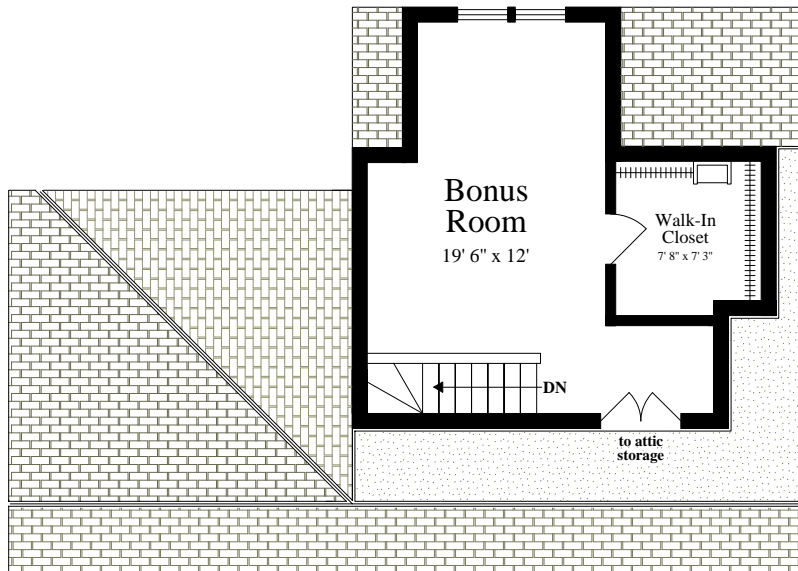 Bonus
Room
19' 6" x 12'
Walk-In
Closet
7' 8" x 7' 3"
DN
to attic
storage